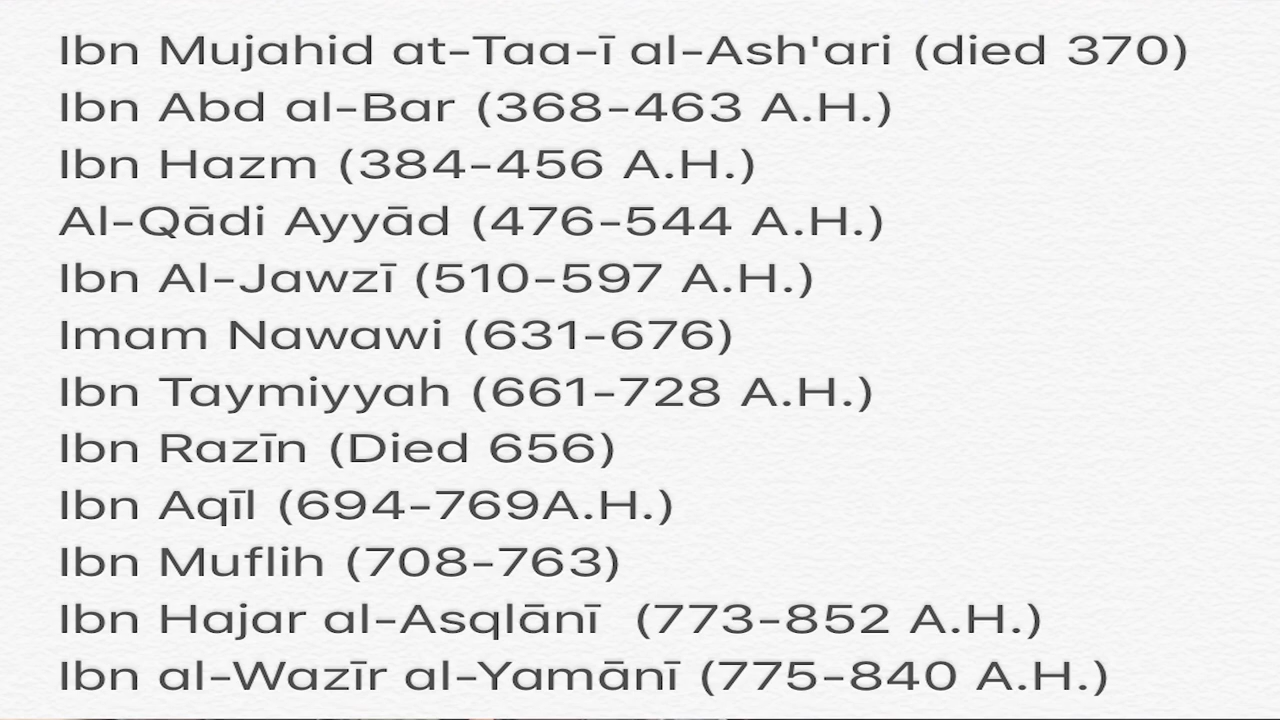 Ibn Mujahid at-Taa-ī al-Ash'ari (died 370)
Ibn Abd al-Bar (368-463 A.H.)
Ibn Hazm (384-456 A.H.)
Al-Qādi Ayyād (476-544 A.H.)
Ibn Al-Jawzī (510-597 A.H.)
Imam Nawawi (631-676)
Ibn Taymiyyah (661-728 A.H.)
Ibn Razīn (Died 656)
Ibn Aqīl (694-769A.H.)
Ibn Muflih (708-763)
Ibn Hajar al-Asqlānī  (773-852 A.H.)
Ibn al-Wazīr al-Yamānī (775-840 A.H.)